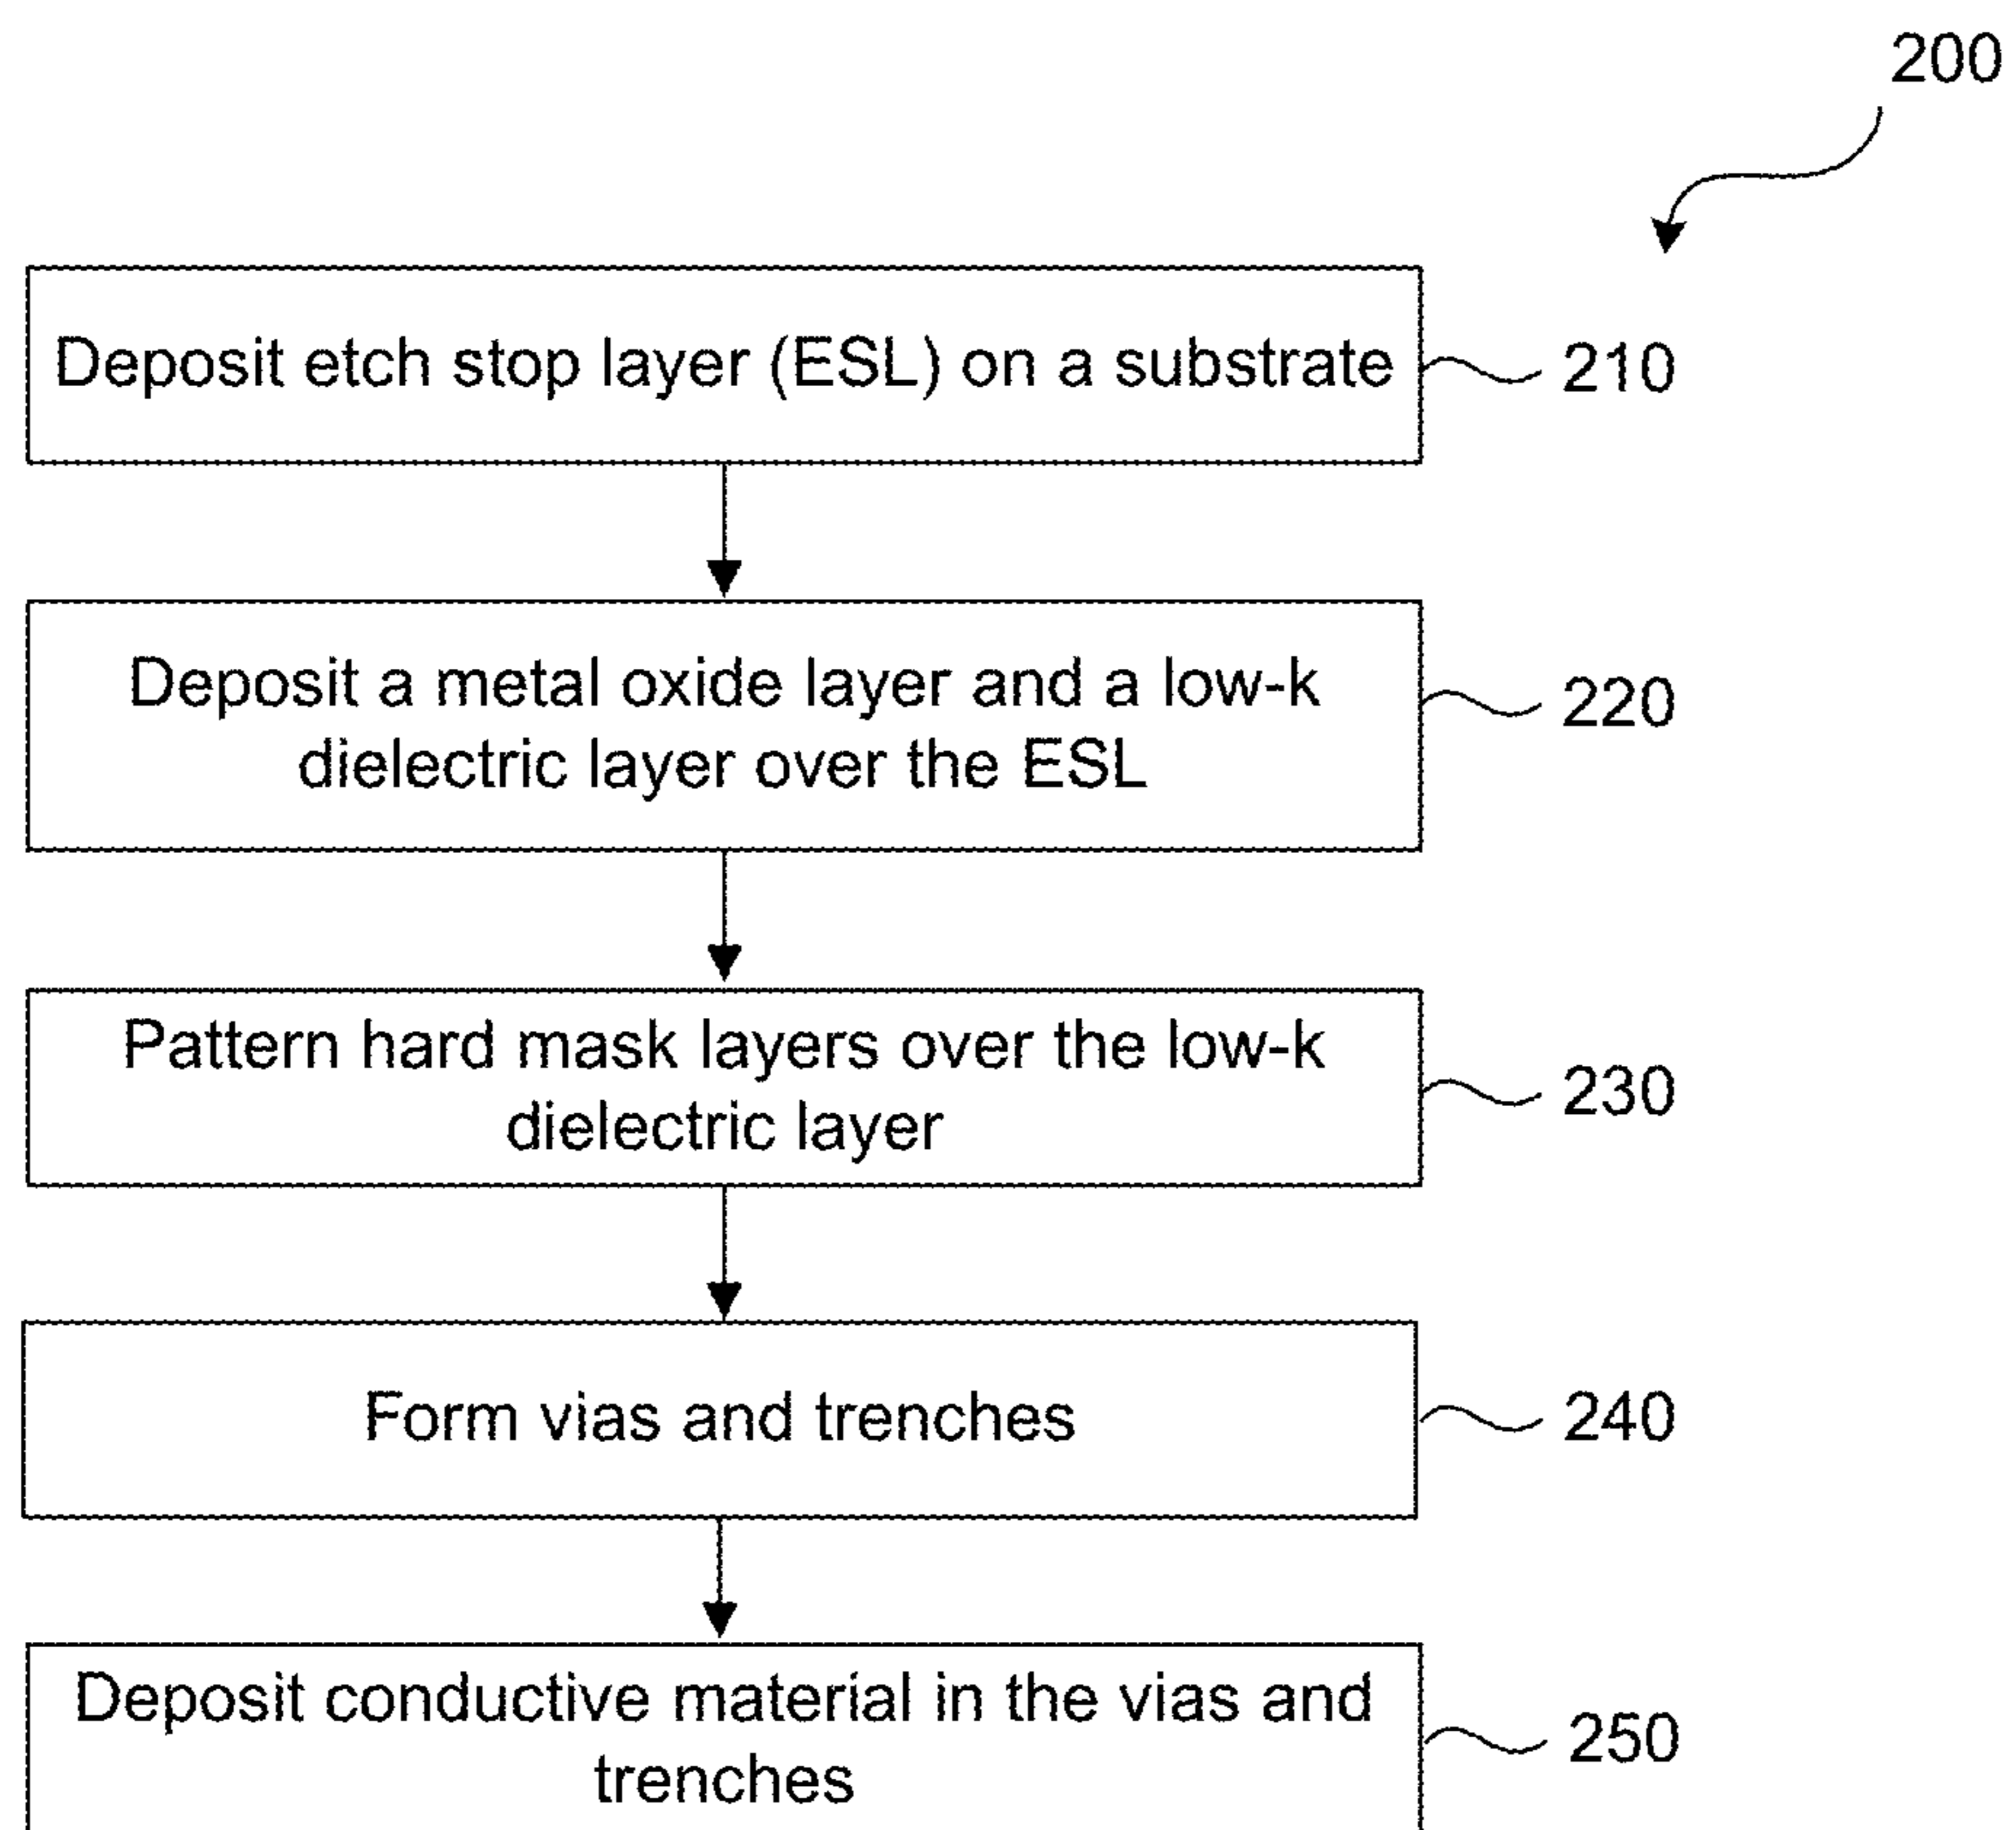 200
Deposit etch stop layer (ESL) on a substrate
210
Deposit a metal oxide layer and a low-k
dielectric layer over the ESL
220
Pattern hard mask layers over the low-k
dielectric layer
230
Form vias and trenches
240
Deposit conductive material in the vias and
trenches
250